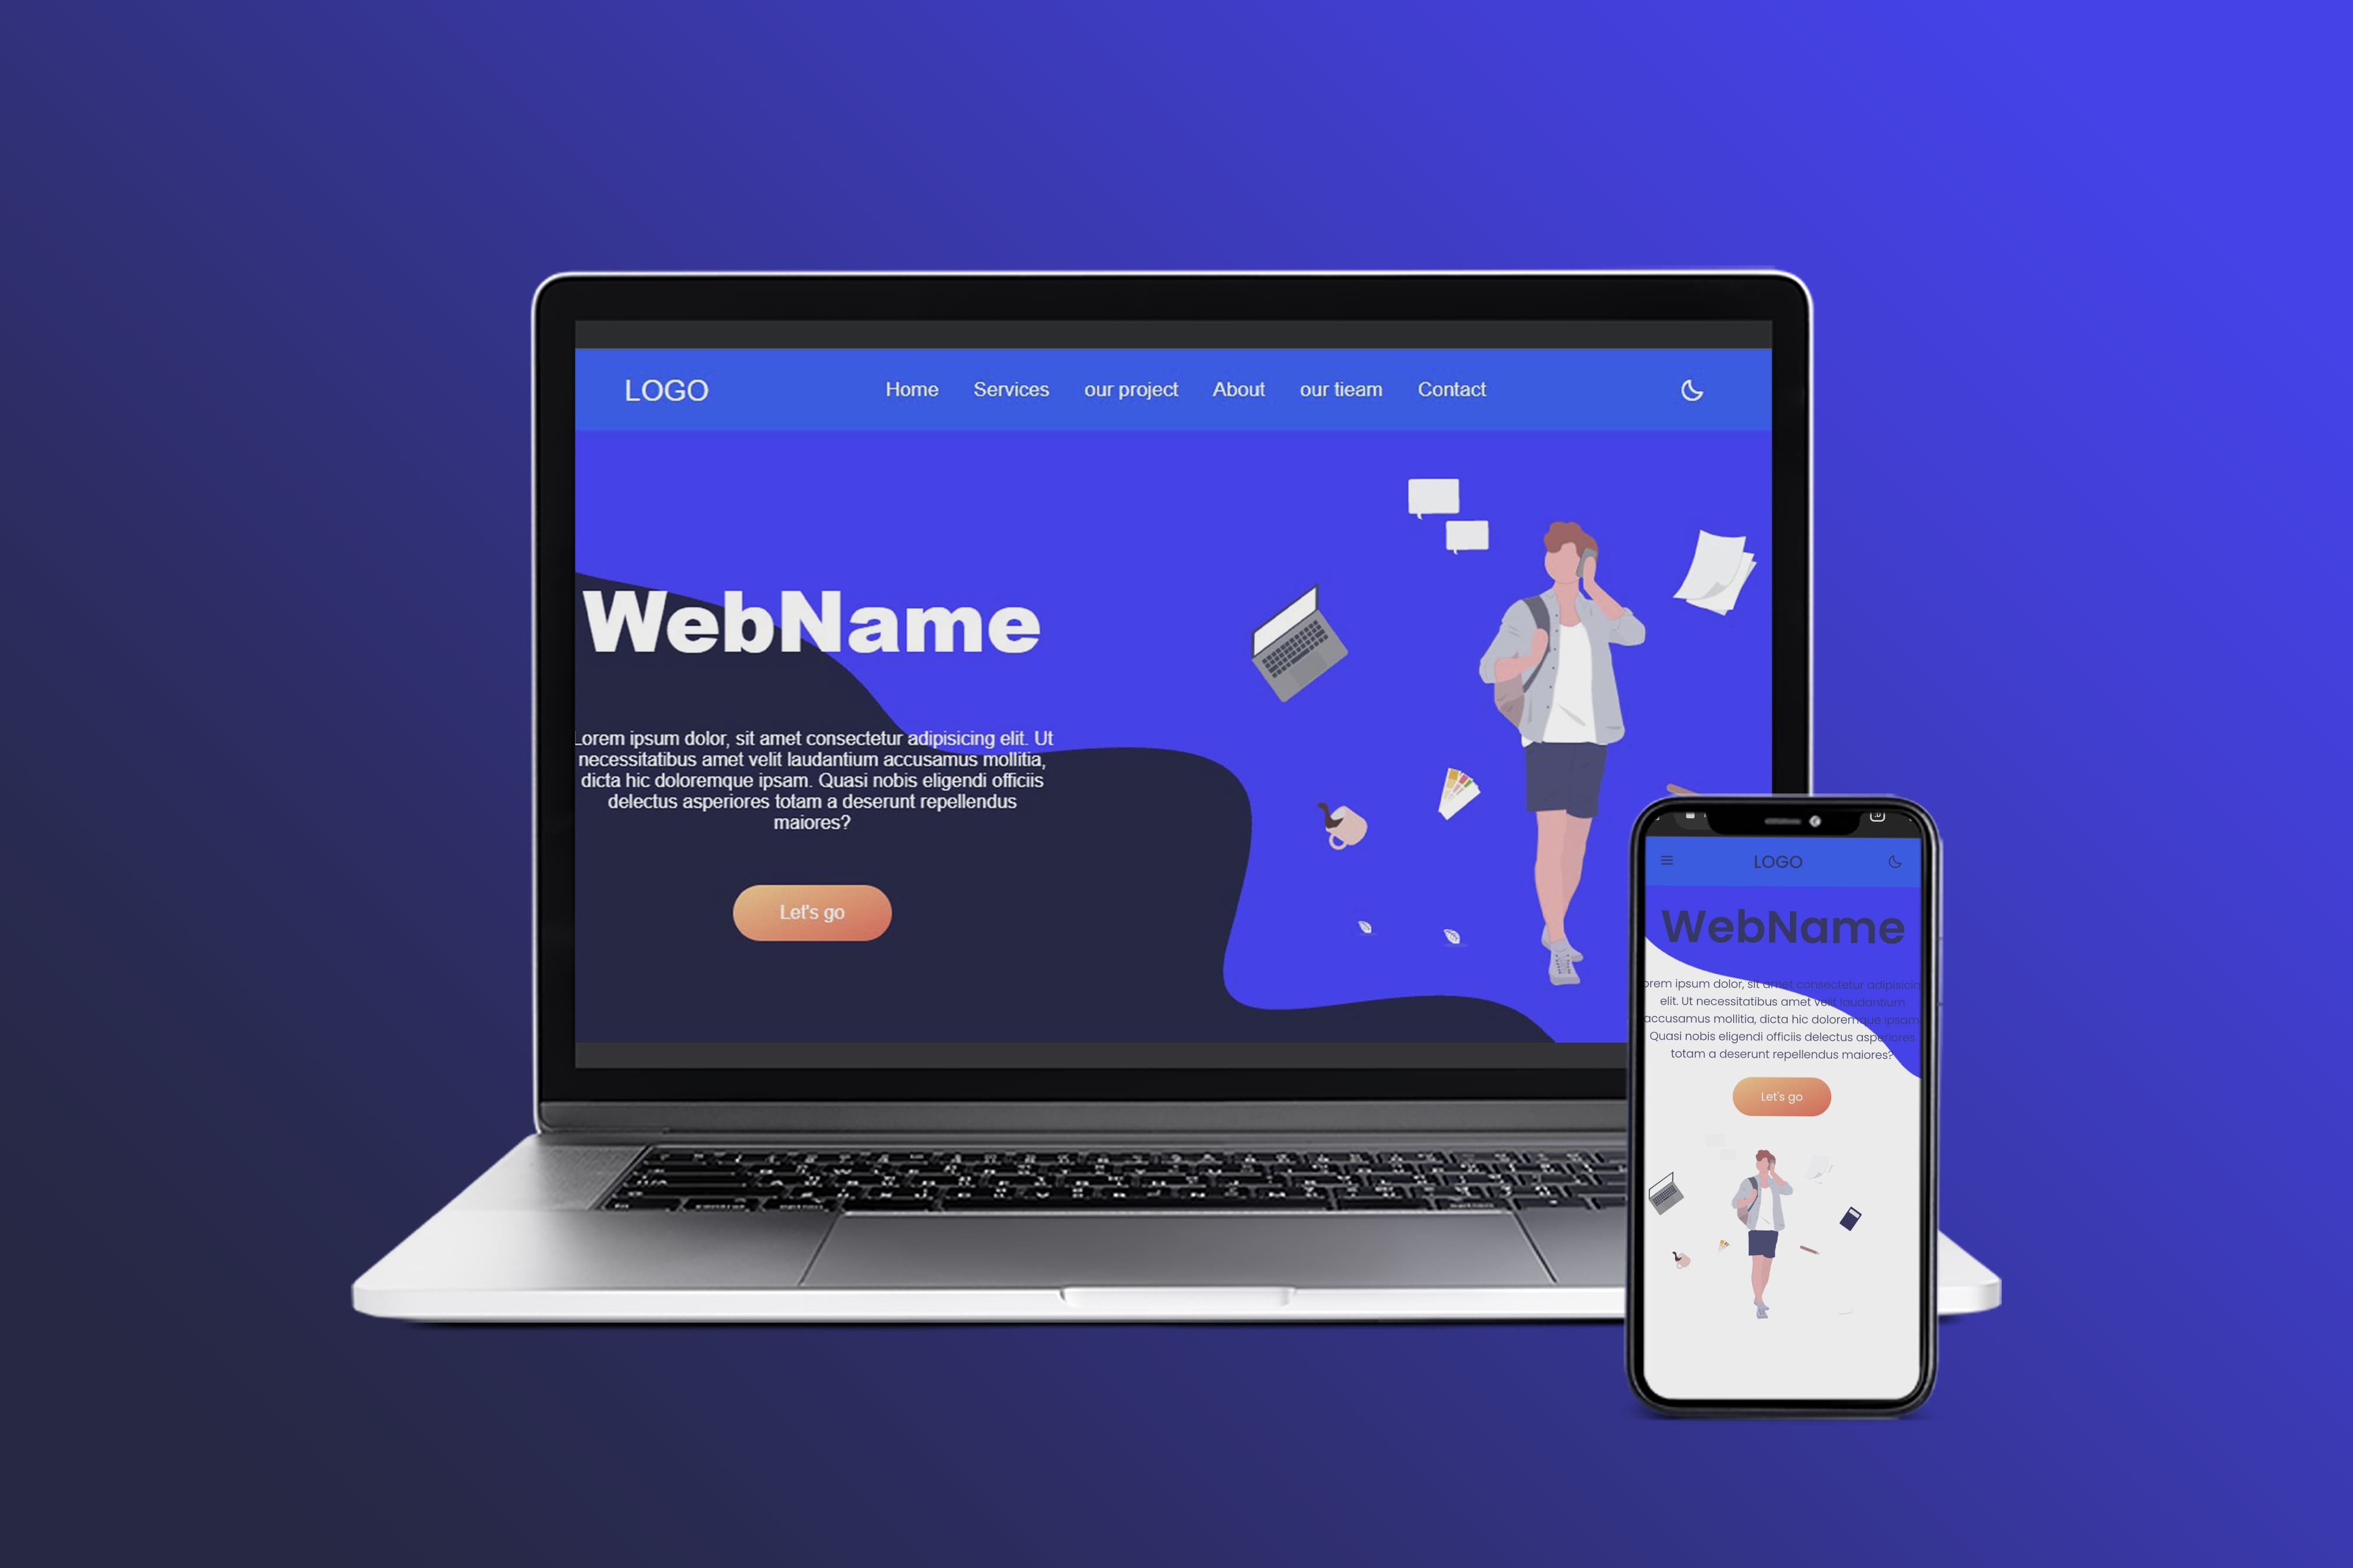 LOGO
Home Services our project About our tieam Contact
WebName
Lorem ipsum dolor, sit amet consectetur adipisicing elit. Ut
necessitatibus amet velit laudantium accusamus mollitia,
dicta hic doloremque ipsam. Quasi nobis eligendi officiis
delectus asperiores totam a deserunt repellendus
maiores?
Let's go
LOGO
WebName
orem ipsum dolor, sit amet consectetur adipisicin
elit. Ut necessitatibus amet velit laudantium
accusamus mollitia, dicta hic doloremque ipsam
Quasi nobis eligendi officiis delectus asperiores
totam a deserunt repellendus maiores?
Let's go